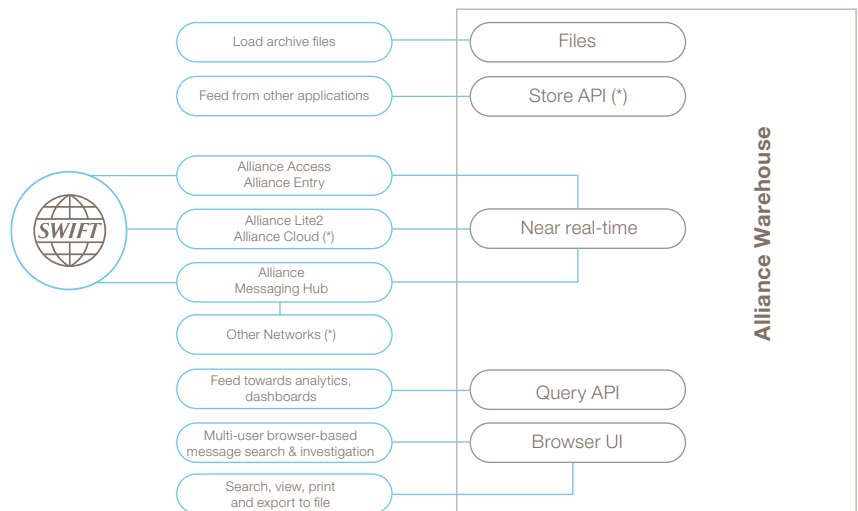 Load archive files
Files
Feed from other applications
Store API (*)
Alliance Access
Alliance Entry
SWIFT
Alliance Lite2
Alliance Cloud (*)
Near real-time
Alliance
Messaging Hub
Other Networks (*)
Feed towards analytics,
dashboards
Query API
Multi-user browser-based
message search & investigation
Browser UI
Search, view, print
and export to file
Alliance Warehouse